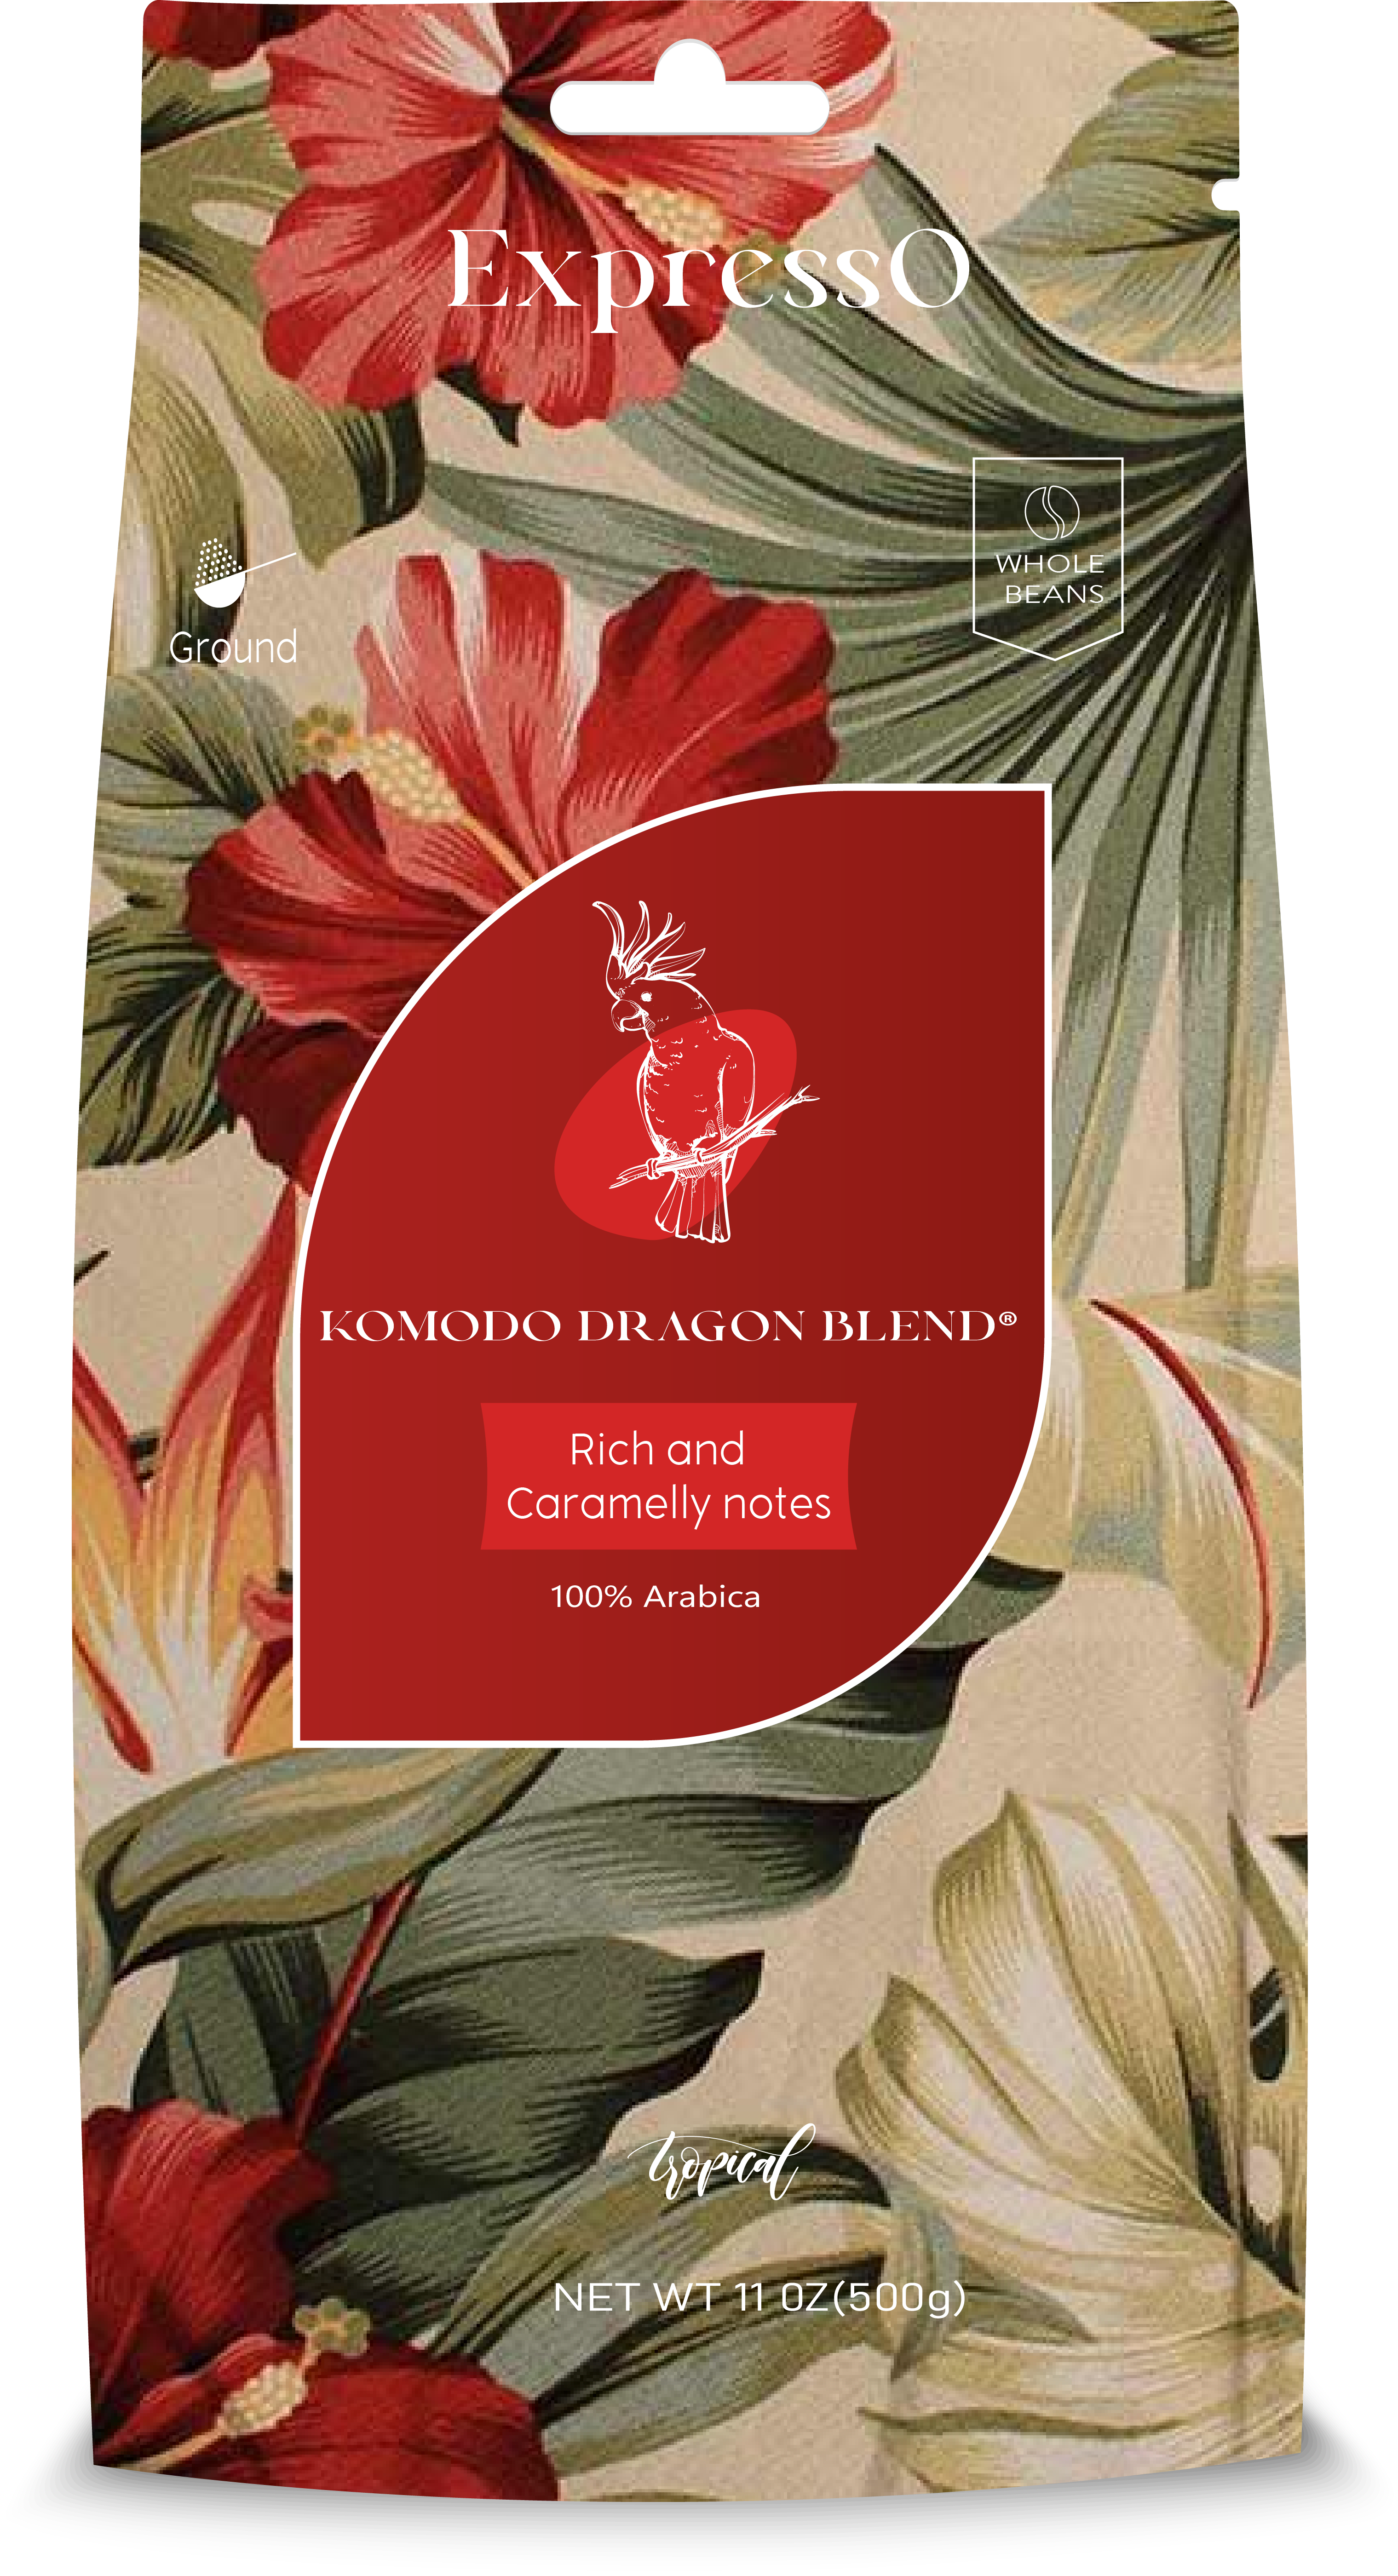 ExpressO
WHOLE
BEANS
Ground
KOMODO DRAGON BLEND®
Rich and
Caramelly notes
100% Arabica
tropical
NET WT 11 OZ(500g)